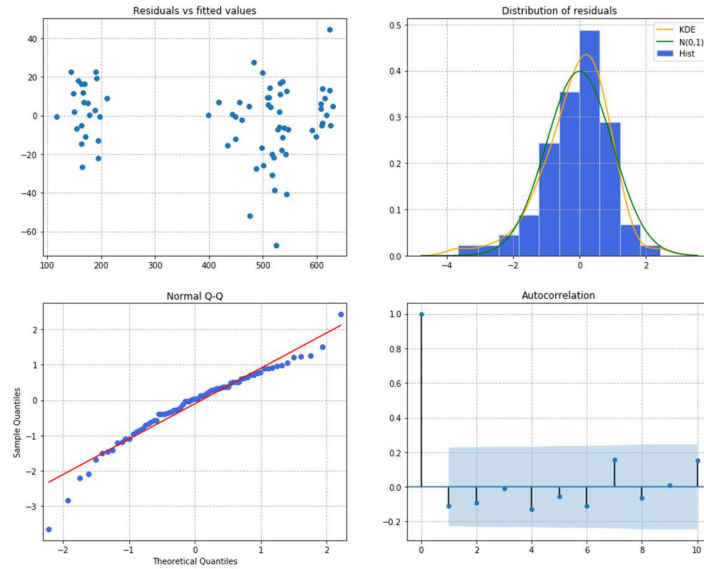 Residuals vs fitted values
40
20
0
−20
−40
−60
100 200 300 400 500 600
Distribution of residuals
KDE
N(0,1)
Hist
0.5
0.4
0.3
0.2
0.1
0.0
−4 −2 0 2
Normal Q-Q
Sample Quantiles
2
1
0
−1
−2
−3
−2 −1 0 1 2
Theoretical Quantiles
Autocorrelation
1.0
0.8
0.6
0.4
0.2
0.0
−0.2
0 2 4 6 8 10